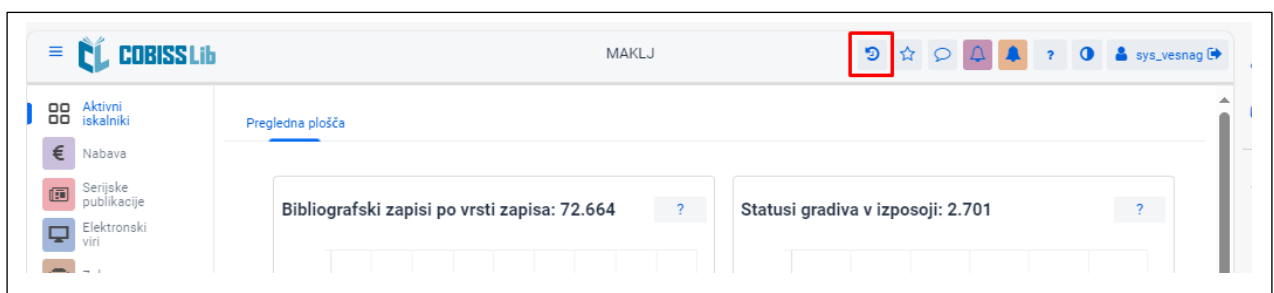 COBISS Lib
MAKLJ
?
sys_vesnag
Aktivni
iskalniki
Nabava
Serijske
publikacije
Elektronski
viri
Pregledna plošča
Bibliografski zapisi po vrsti zapisa: 72.664
?
Statusi gradiva v izposoji: 2.701
?